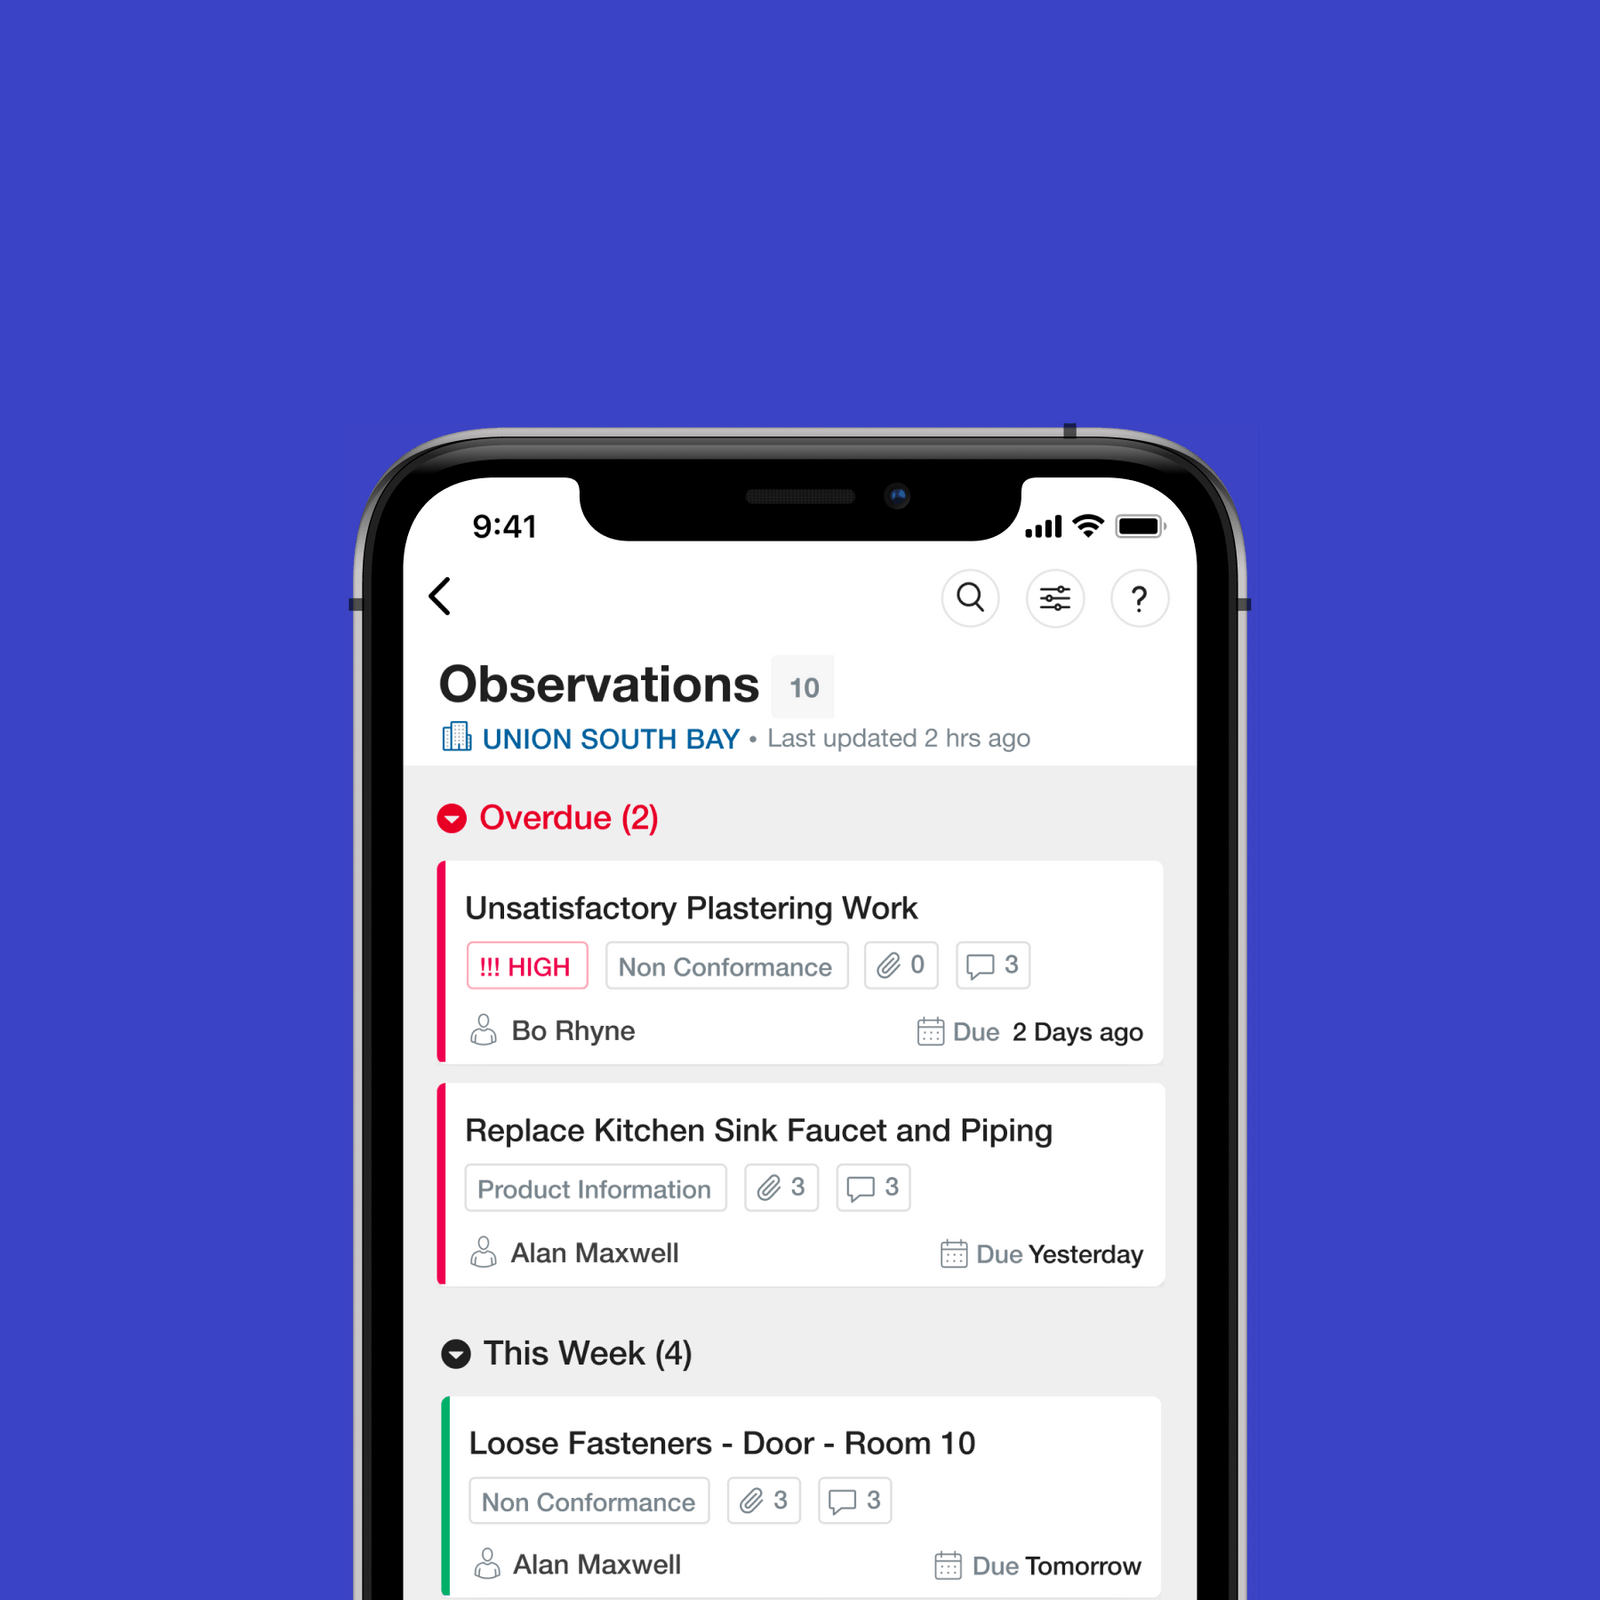 9:41
?
Observations 10
UNION SOUTH BAY • Last updated 2 hrs ago
Overdue (2)
Unsatisfactory Plastering Work
!!! HIGH Non Conformance 0 3
Bo Rhyne Due 2 Days ago
Replace Kitchen Sink Faucet and Piping
Product Information 3 3
Alan Maxwell Due Yesterday
This Week (4)
Loose Fasteners - Door - Room 10
Non Conformance 3 3
Alan Maxwell Due Tomorrow